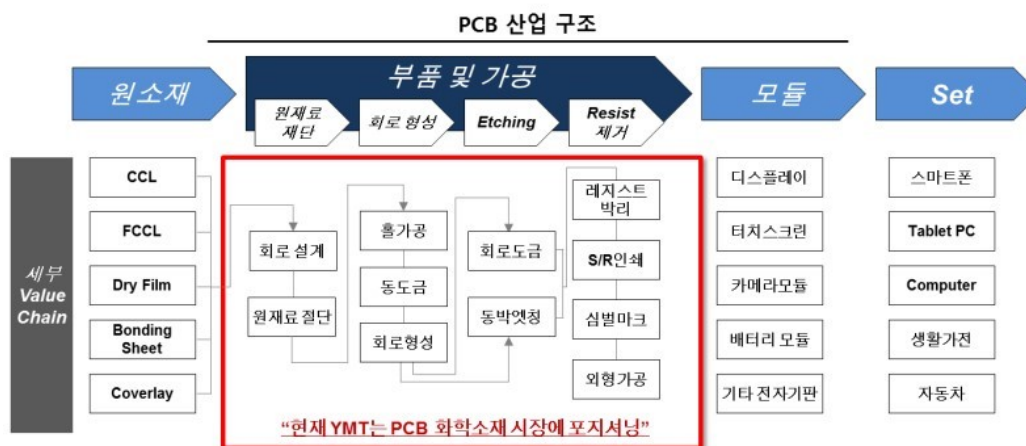 PCB 산업 구조
원소재
부품 및 가공
모듈
Set
원재료
재단
회로 형성
Etching
Resist
제거
세부
Value
Chain
CCL
FCCL
Dry Film
Bonding
Sheet
Coverlay
회로 설계
원재료 절단
홀가공
동도금
회로형성
회로도금
동박엣칭
레지스트
박리
S/R인쇄
심벌마크
외형가공
디스플레이
터치스크린
카메라모듈
배터리 모듈
기타 전자기판
스마트폰
Tablet PC
Computer
생활가전
자동차
“현재 YMT는 PCB 화학소재 시장에 포지셔닝”